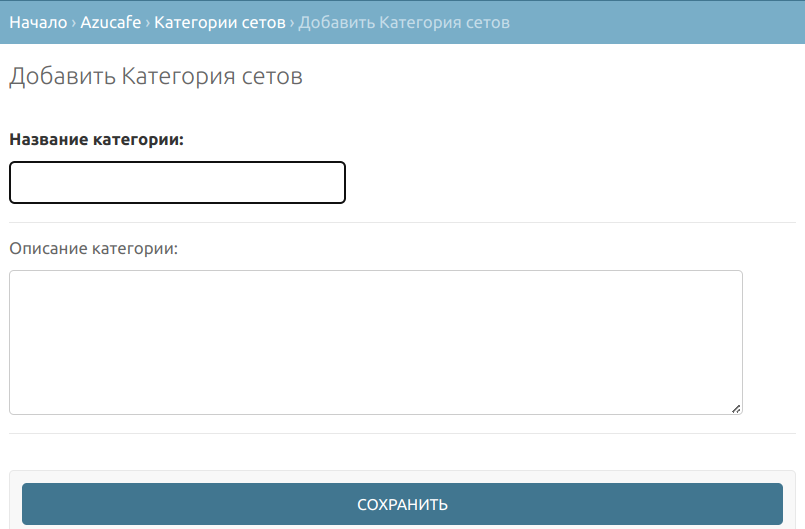 Начало › Azucafe › Категории сетов › Добавить Категория сетов
Добавить Категория сетов
Название категории:
Описание категории:
СОХРАНИТЬ